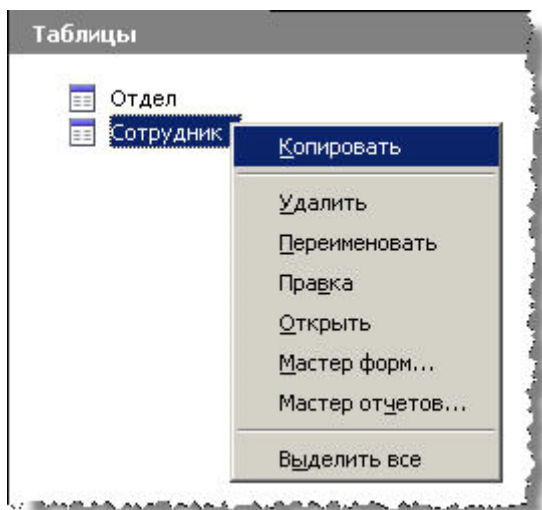 Таблицы
Отдел
Сотрудник
Копировать
Удалить
Переименовать
Правка
Открыть
Мастер форм...
Мастер отчетов...
Выделить все